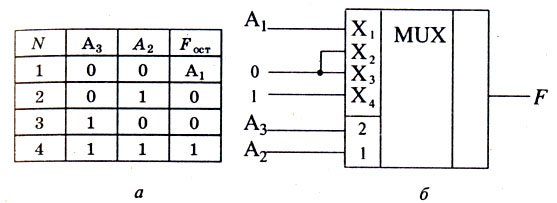 N A₃ A₂ Fост
1 0 0 A₁
2 0 1 0
3 1 0 0
4 1 1 1
а
A₁
0
1
A₃
A₂
X₁
X₂
X₃
X₄
2
1
MUX
F
б